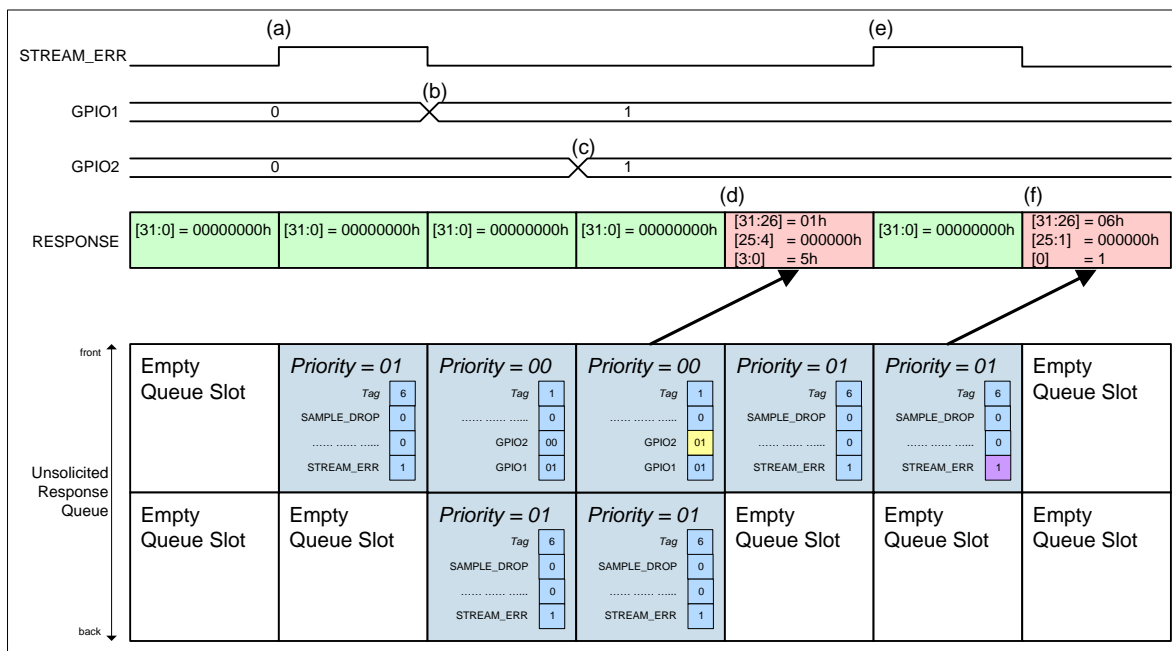 (a)
(e)
STREAM_ERR
(b)
GPIO1
0
1
(c)
GPIO2
0
1
(d)
(f)
RESPONSE
[31:0] = 00000000h
[31:0] = 00000000h
[31:0] = 00000000h
[31:0] = 00000000h
[31:26] = 01h
[25:4] = 000000h
[3:0] = 5h
[31:0] = 00000000h
[31:26] = 06h
[25:1] = 000000h
[0] = 1
front
Unsolicited
Response
Queue
back
Empty
Queue Slot
Priority = 01
Tag 6
SAMPLE_DROP 0
...... ...... ...... 0
STREAM_ERR 1
Priority = 00
Tag 1
...... ...... ...... 0
GPIO2 00
GPIO1 01
Priority = 00
Tag 1
...... ...... ...... 0
GPIO2 01
GPIO1 01
Priority = 01
Tag 6
SAMPLE_DROP 0
...... ...... ...... 0
STREAM_ERR 1
Priority = 01
Tag 6
SAMPLE_DROP 0
...... ...... ...... 0
STREAM_ERR 1
Empty
Queue Slot
Empty
Queue Slot
Empty
Queue Slot
Priority = 01
Tag 6
SAMPLE_DROP 0
...... ...... ...... 0
STREAM_ERR 1
Priority = 01
Tag 6
SAMPLE_DROP 0
...... ...... ...... 0
STREAM_ERR 1
Empty
Queue Slot
Empty
Queue Slot
Empty
Queue Slot